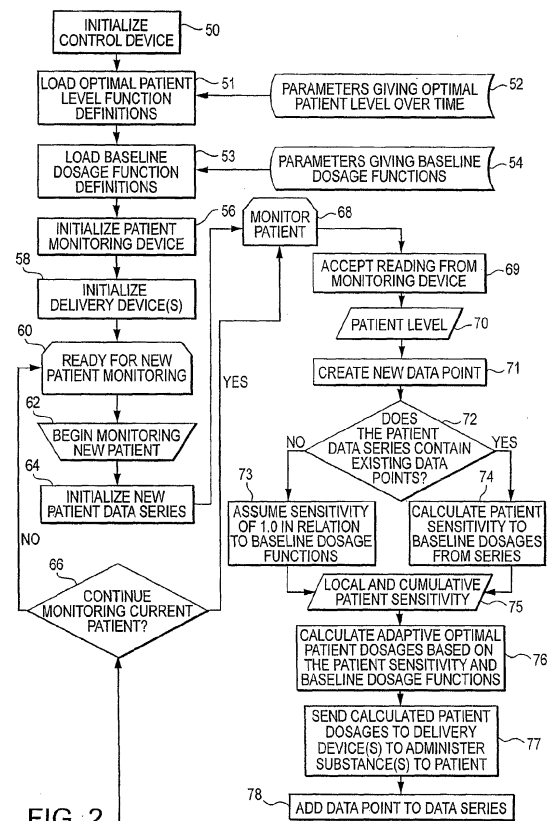 INITIALIZE
CONTROL DEVICE
50
LOAD OPTIMAL PATIENT
LEVEL FUNCTION
DEFINITIONS
51
PARAMETERS GIVING OPTIMAL
PATIENT LEVEL OVER TIME
52
LOAD BASELINE
DOSAGE FUNCTION
DEFINITIONS
53
PARAMETERS GIVING BASELINE
DOSAGE FUNCTIONS
54
INITIALIZE PATIENT
MONITORING DEVICE
56
58
INITIALIZE
DELIVERY DEVICE(S)
60
READY FOR NEW
PATIENT MONITORING
62
BEGIN MONITORING
NEW PATIENT
64
INITIALIZE NEW
PATIENT DATA SERIES
NO
66
CONTINUE
MONITORING CURRENT
PATIENT?
YES
MONITOR
PATIENT
68
ACCEPT READING FROM
MONITORING DEVICE
69
PATIENT LEVEL
70
CREATE NEW DATA POINT
71
DOES
THE PATIENT
DATA SERIES CONTAIN
EXISTING DATA
POINTS?
72
NO
YES
73
ASSUME SENSITIVITY
OF 1.0 IN RELATION
TO BASELINE DOSAGE
FUNCTIONS
74
CALCULATE PATIENT
SENSITIVITY TO
BASELINE DOSAGES
FROM SERIES
LOCAL AND CUMULATIVE
PATIENT SENSITIVITY
75
CALCULATE ADAPTIVE OPTIMAL
PATIENT DOSAGES BASED ON
THE PATIENT SENSITIVITY AND
BASELINE DOSAGE FUNCTIONS
76
SEND CALCULATED PATIENT
DOSAGES TO DELIVERY
DEVICE(S) TO ADMINISTER
SUBSTANCE(S) TO PATIENT
77
78
ADD DATA POINT TO DATA SERIES
FIG. 2